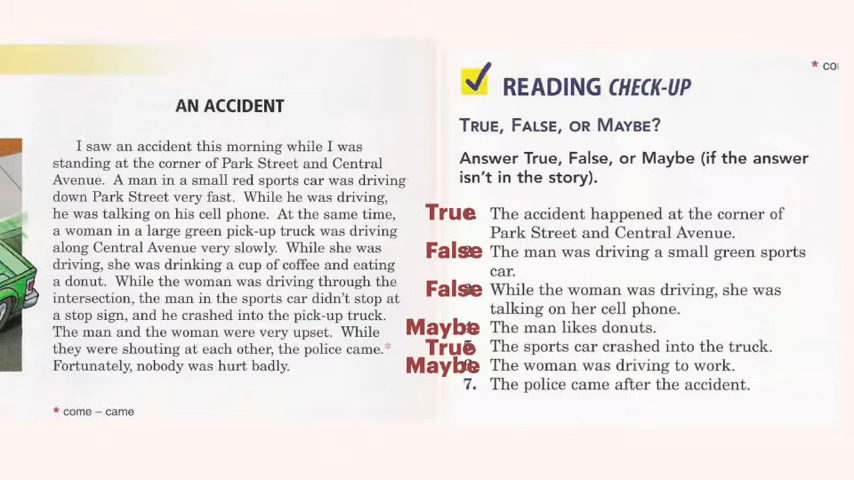 AN ACCIDENT
I saw an accident this morning while I was
standing at the corner of Park Street and Central
Avenue. A man in a small red sports car was driving
down Park Street very fast. While he was driving,
he was talking on his cell phone. At the same time,
a woman in a large green pick-up truck was driving
along Central Avenue very slowly. While she was
driving, she was drinking a cup of coffee and eating
a donut. While the woman was driving through the
intersection, the man in the sports car didn't stop at
a stop sign, and he crashed into the pick-up truck.
The man and the woman were very upset. While
they were shouting at each other, the police came.*
Fortunately, nobody was hurt badly.
* come – came
* co
READING CHECK-UP
TRUE, FALSE, OR MAYBE?
Answer True, False, or Maybe (if the answer
isn't in the story).
True The accident happened at the corner of
Park Street and Central Avenue.
False The man was driving a small green sports
car.
False While the woman was driving, she was
talking on her cell phone.
Maybe The man likes donuts.
True The sports car crashed into the truck.
Maybe The woman was driving to work.
7. The police came after the accident.